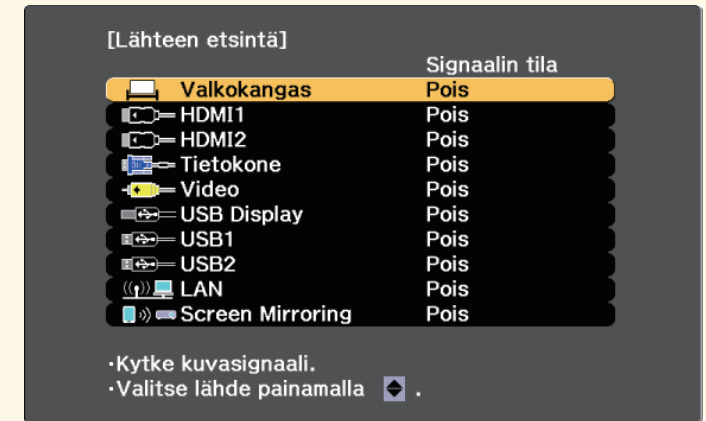 [Lähteen etsintä]
Signaalin tila
Valkokangas Pois
HDMI1 Pois
HDMI2 Pois
Tietokone Pois
Video Pois
USB Display Pois
USB1 Pois
USB2 Pois
LAN Pois
Screen Mirroring Pois
·Kytke kuvasignaali.
·Valitse lähde painamalla .